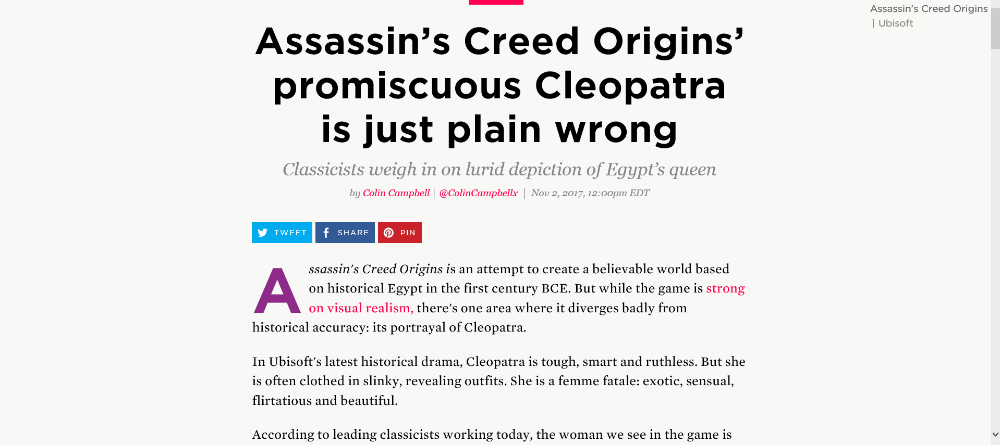 Assassin’s Creed Origins
| Ubisoft
Assassin’s Creed Origins’
promiscuous Cleopatra
is just plain wrong
Classicists weigh in on lurid depiction of Egypt’s queen
by Colin Campbell | @ColinCampbellx | Nov 2, 2017, 12:00pm EDT
TWEET SHARE PIN
Assassin's Creed Origins is an attempt to create a believable world based
on historical Egypt in the first century BCE. But while the game is strong
on visual realism, there's one area where it diverges badly from
historical accuracy: its portrayal of Cleopatra.
In Ubisoft's latest historical drama, Cleopatra is tough, smart and ruthless. But she
is often clothed in slinky, revealing outfits. She is a femme fatale: exotic, sensual,
flirtatious and beautiful.
According to leading classicists working today, the woman we see in the game is